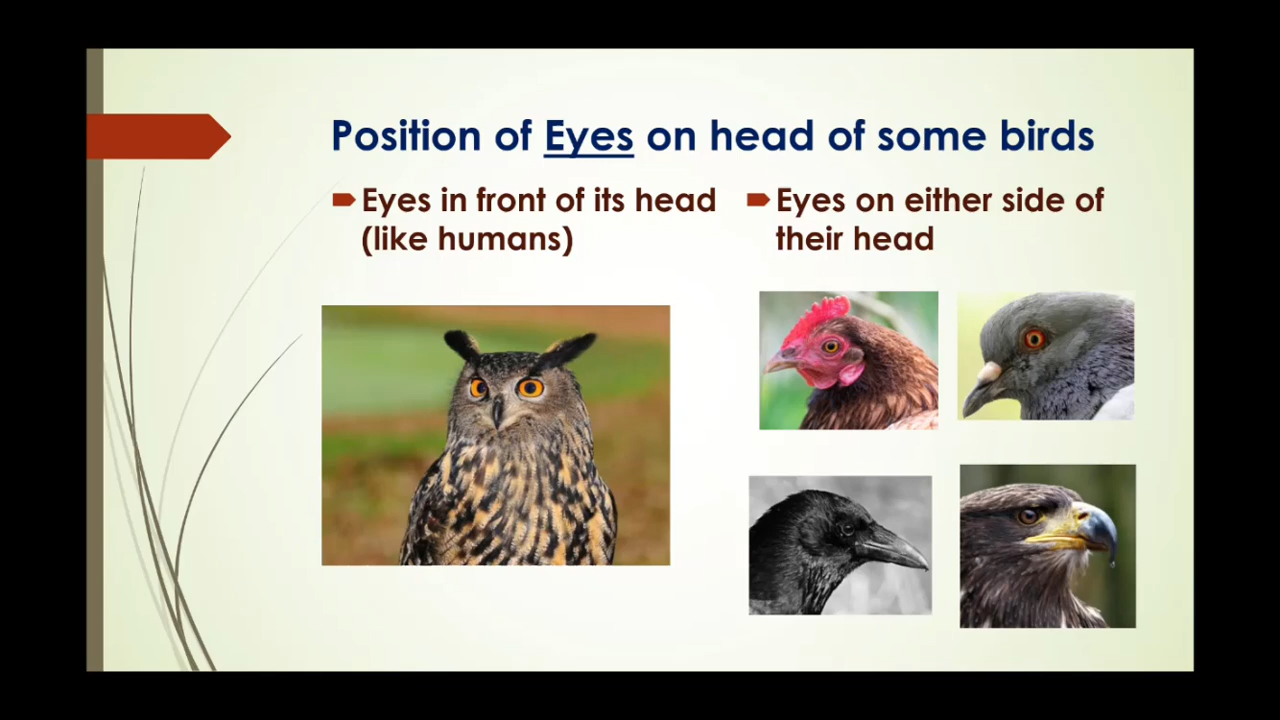 Position of Eyes on head of some birds
Eyes in front of its head
(like humans)
Eyes on either side of
their head